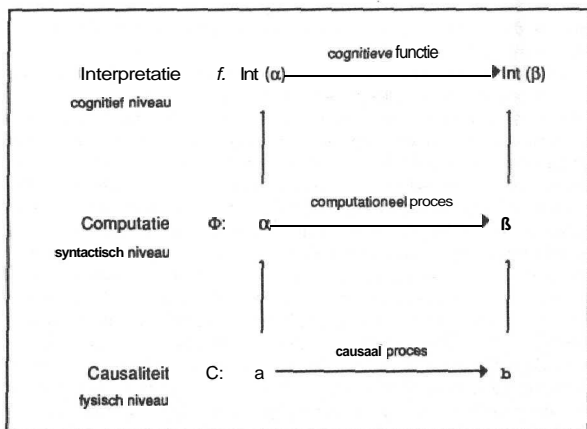 cognitieve functie
Interpretatie f. Int (α) Int (β)
cognitief niveau
computationeel proces
Computatie Φ: α ß
syntactisch niveau
causaal proces
Causaliteit C: a b
fysisch niveau